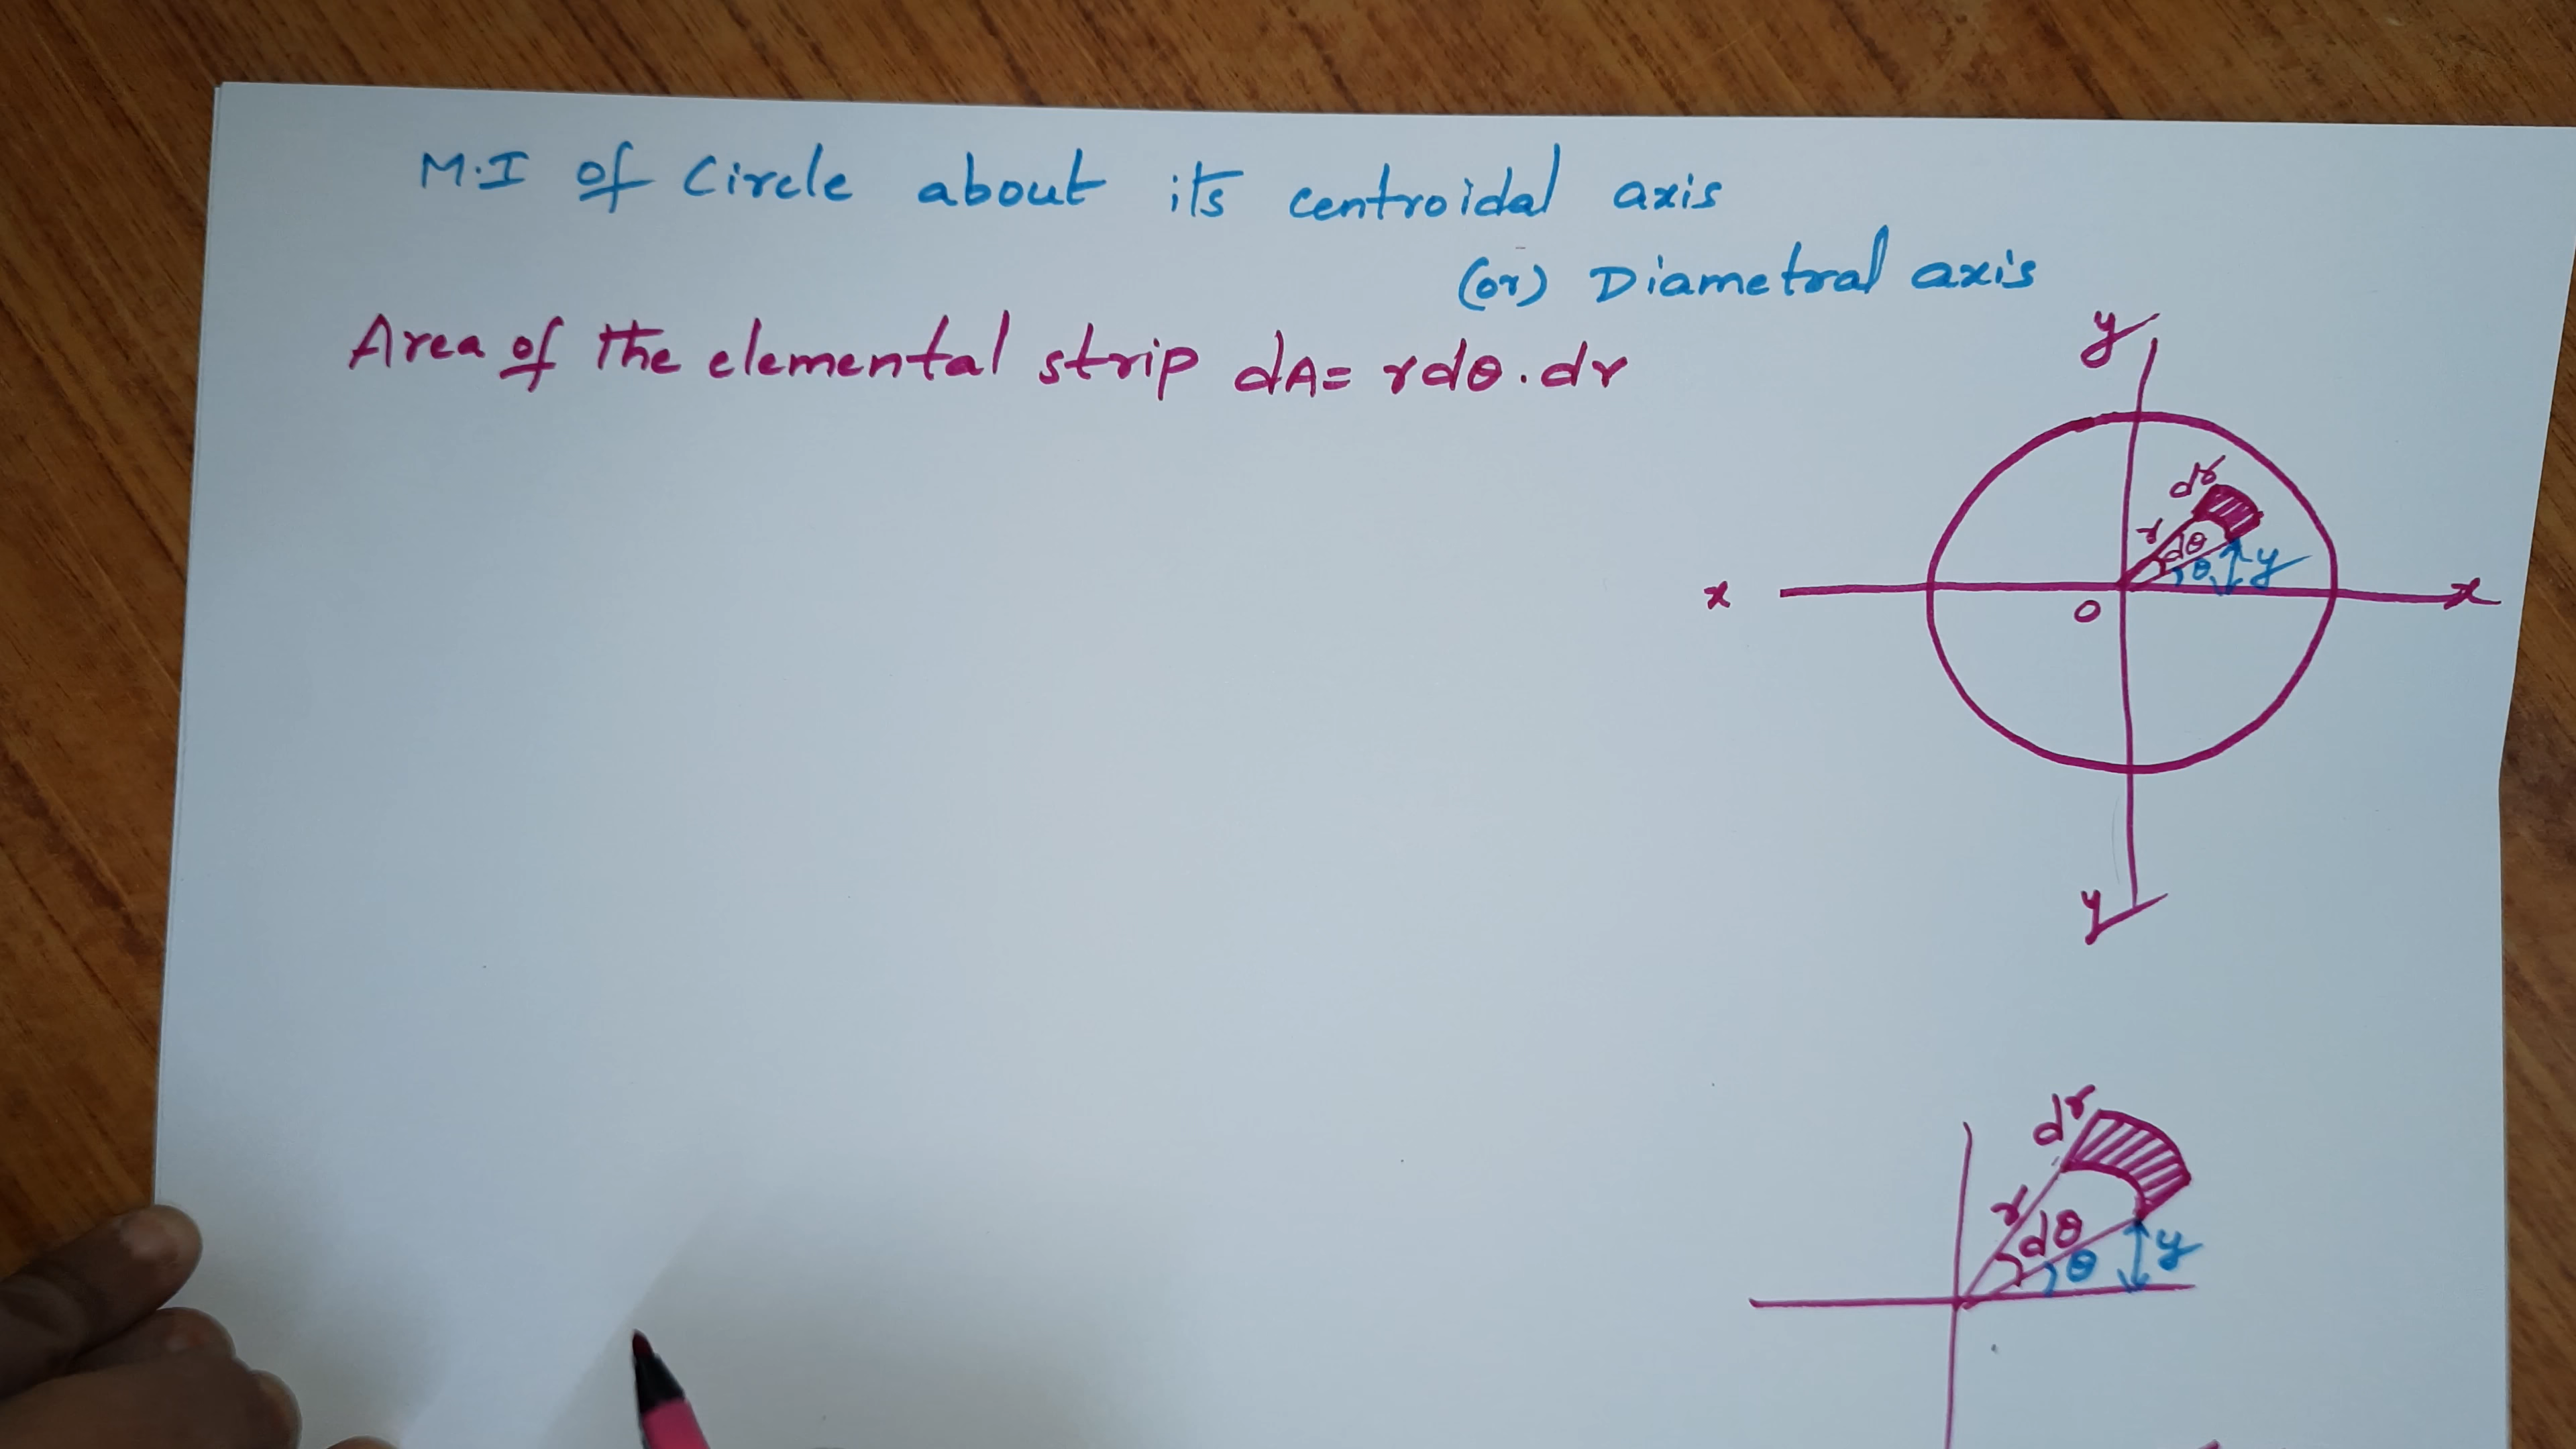 M.I of Circle about its centroidal axis
(or) Diametral axis
Area of the elemental strip dA = rdθ.dr
y
dr
r
dθ
θ
y
x
x
O
y
dr
r
dθ
θ
y